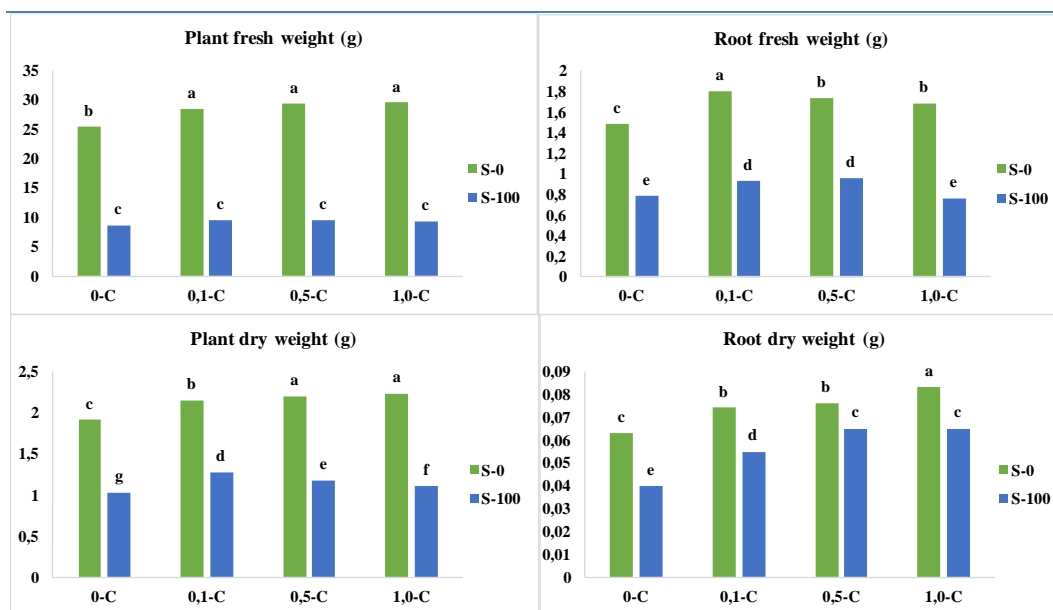 Plant fresh weight (g)
35
30
25
20
15
10
5
0
b
a
a
a
c
c
c
c
0-C
0,1-C
0,5-C
1,0-C
S-0
S-100
Root fresh weight (g)
2
1,8
1,6
1,4
1,2
1
0,8
0,6
0,4
0,2
0
c
a
b
b
e
d
d
e
0-C
0,1-C
0,5-C
1,0-C
S-0
S-100
Plant dry weight (g)
2,5
2
1,5
1
0,5
0
c
b
a
a
g
d
e
f
0-C
0,1-C
0,5-C
1,0-C
S-0
S-100
Root dry weight (g)
0,09
0,08
0,07
0,06
0,05
0,04
0,03
0,02
0,01
0
c
b
b
a
e
d
c
c
0-C
0,1-C
0,5-C
1,0-C
S-0
S-100